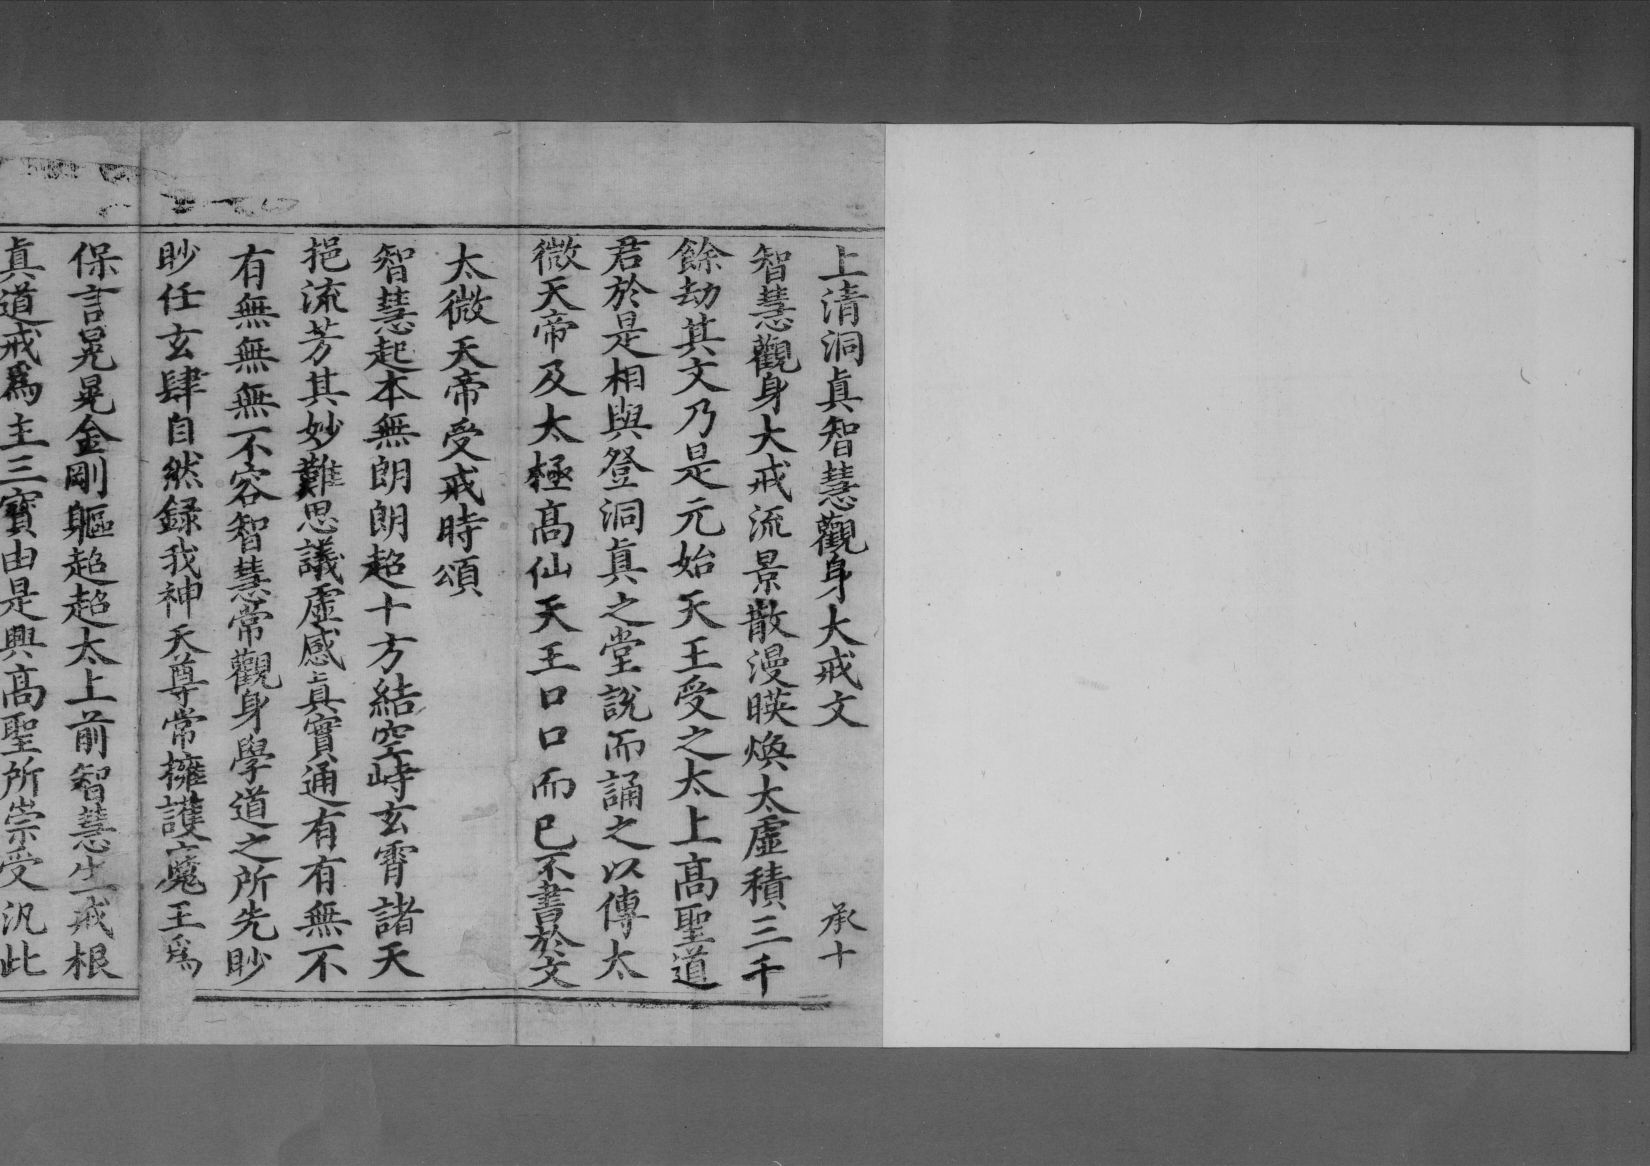 上清洞眞智慧觀身大戒文 承十
智慧觀身大戒流景散漫暎煥太虛積三千
餘劫其文乃是元始天王受之太上高聖道
君於是相與登洞眞之堂說而誦之以傳太
微天帝及太極高仙天王口口而已不書於文
太微天帝受戒時頌
智慧起本無朗朗超十方結空峙玄霄諸天
挹流芳其妙難思議虛感眞實通有有無不
有無無無不容智慧常觀身學道之所先眇
眇任玄肆自然錄我神天尊常擁護魔王爲
保言晃晃金剛軀超超太上前智慧生戒根
眞道戒爲主三寶由是興高聖所崇受汎此